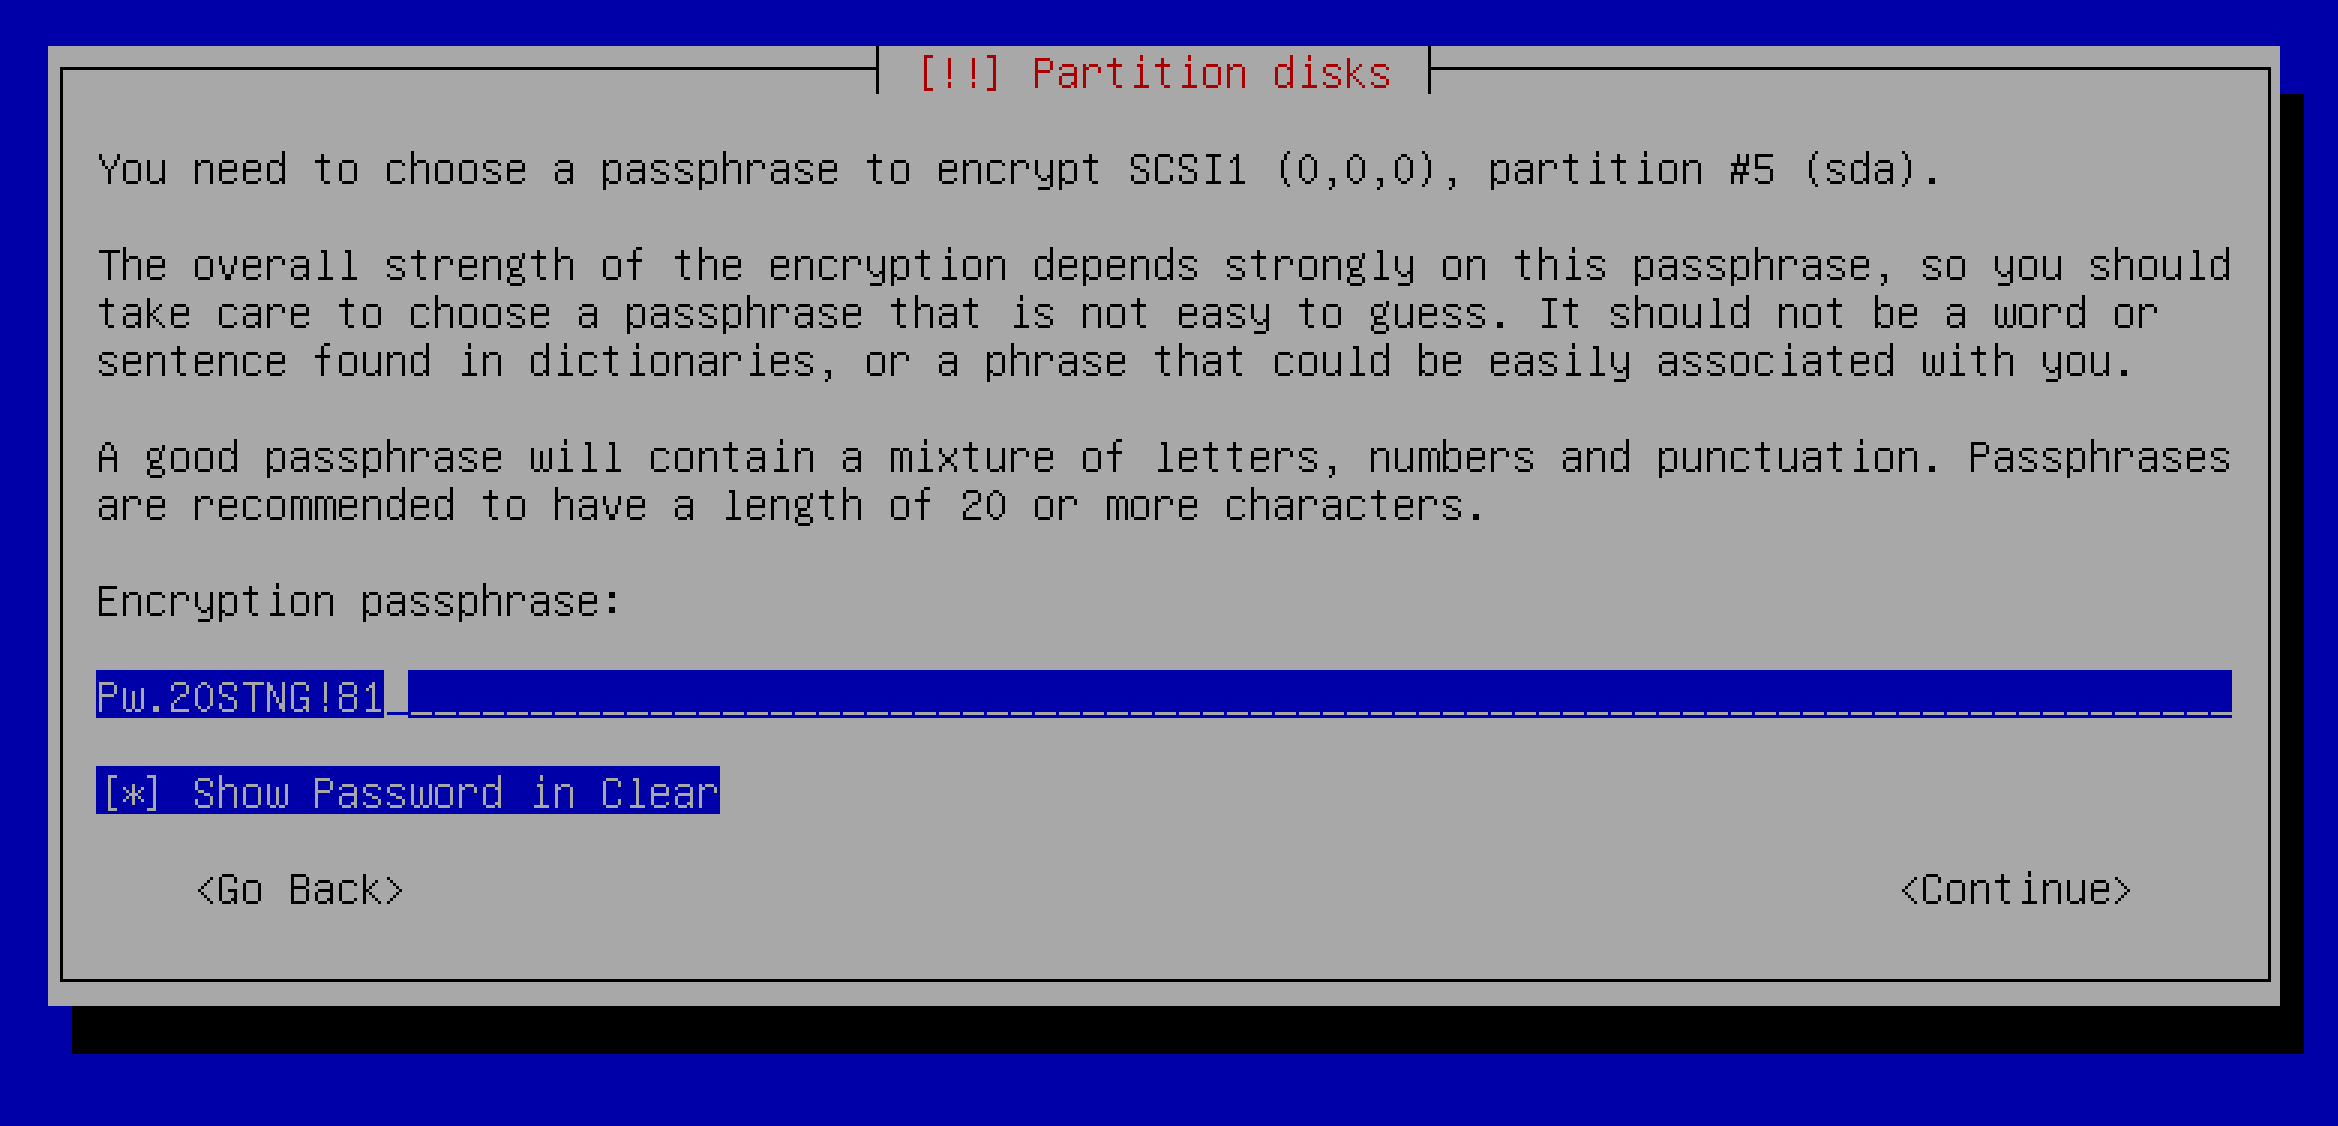 [!!] Partition disks
You need to choose a passphrase to encrypt SCSI1 (0,0,0), partition #5 (sda).
The overall strength of the encryption depends strongly on this passphrase, so you should
take care to choose a passphrase that is not easy to guess. It should not be a word or
sentence found in dictionaries, or a phrase that could be easily associated with you.
A good passphrase will contain a mixture of letters, numbers and punctuation. Passphrases
are recommended to have a length of 20 or more characters.
Encryption passphrase:
Pw.20STNG!81
[*] Show Password in Clear
<Go Back> <Continue>